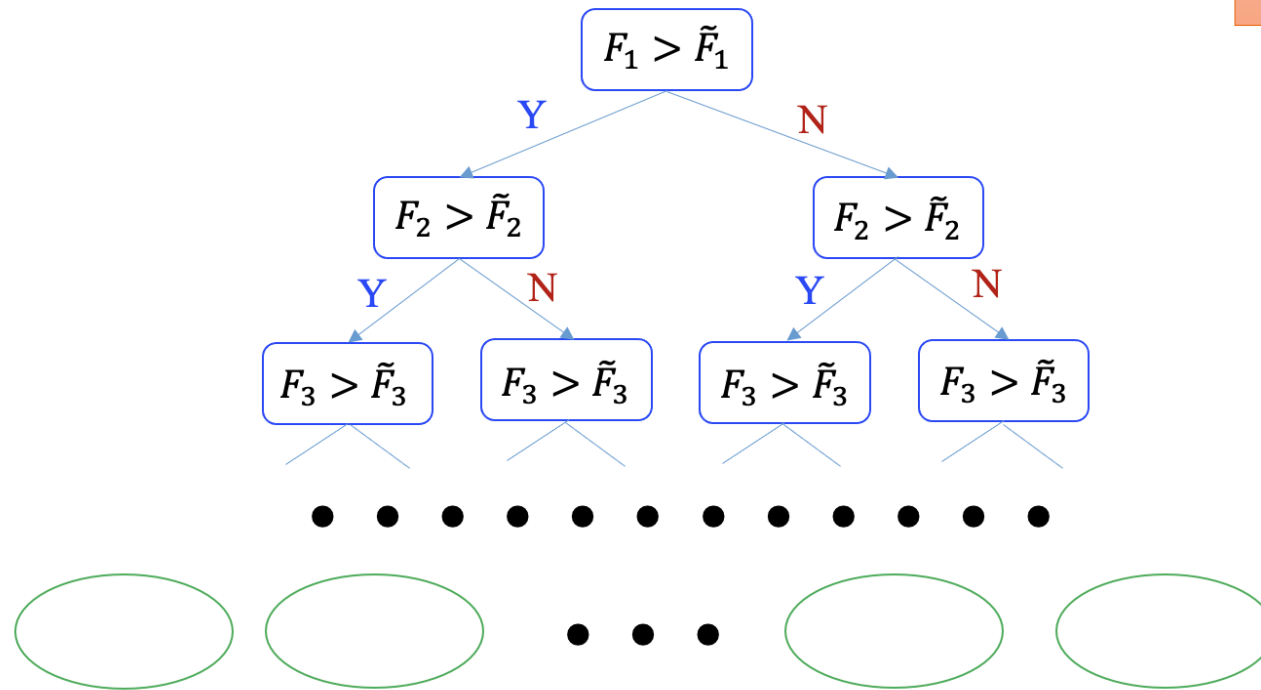 F₁ > F̃₁
Y N
F₂ > F̃₂ F₂ > F̃₂
Y N Y N
F₃ > F̃₃ F₃ > F̃₃ F₃ > F̃₃ F₃ > F̃₃